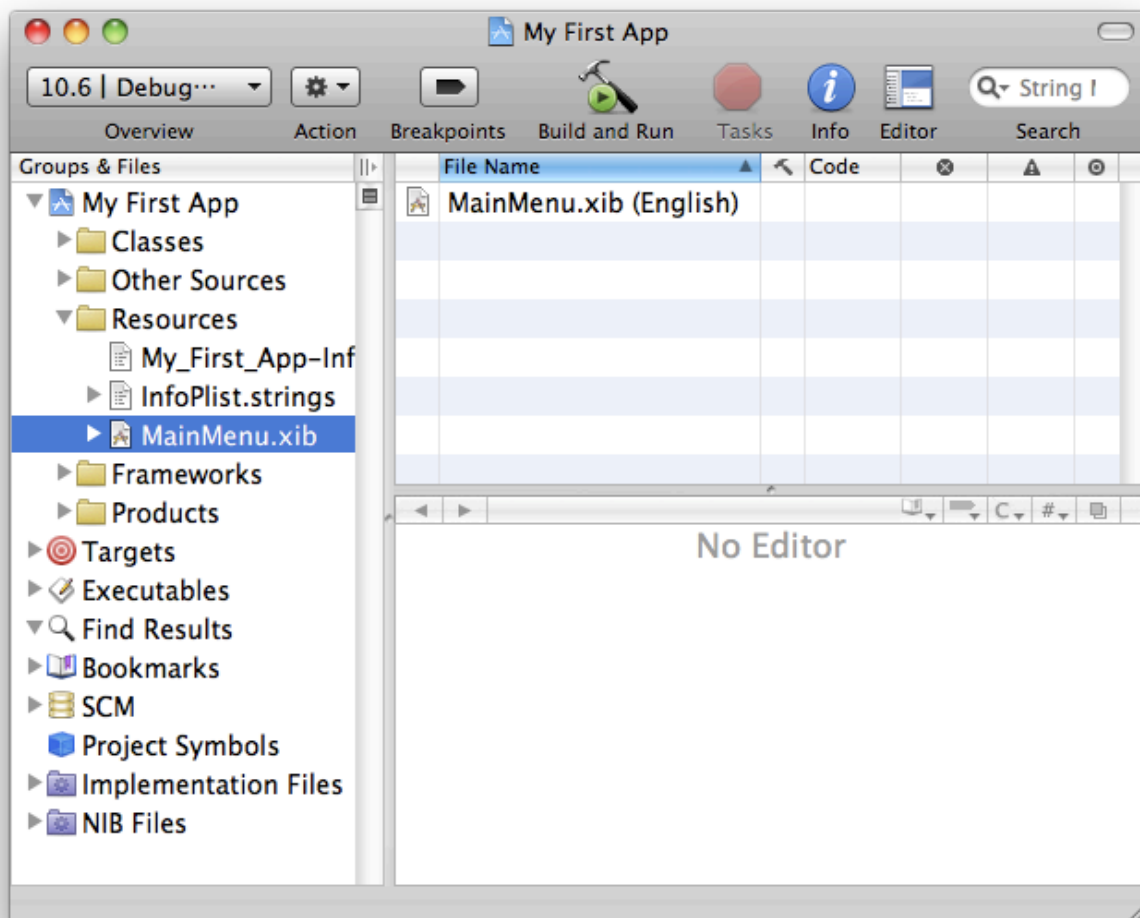 My First App
10.6 | Debug···
String
Overview
Action
Breakpoints
Build and Run
Tasks
Info
Editor
Search
Groups & Files
File Name
Code
My First App
MainMenu.xib (English)
Classes
Other Sources
Resources
My_First_App-Inf
InfoPlist.strings
MainMenu.xib
Frameworks
Products
C
#
Targets
No Editor
Executables
Find Results
Bookmarks
SCM
Project Symbols
Implementation Files
NIB Files